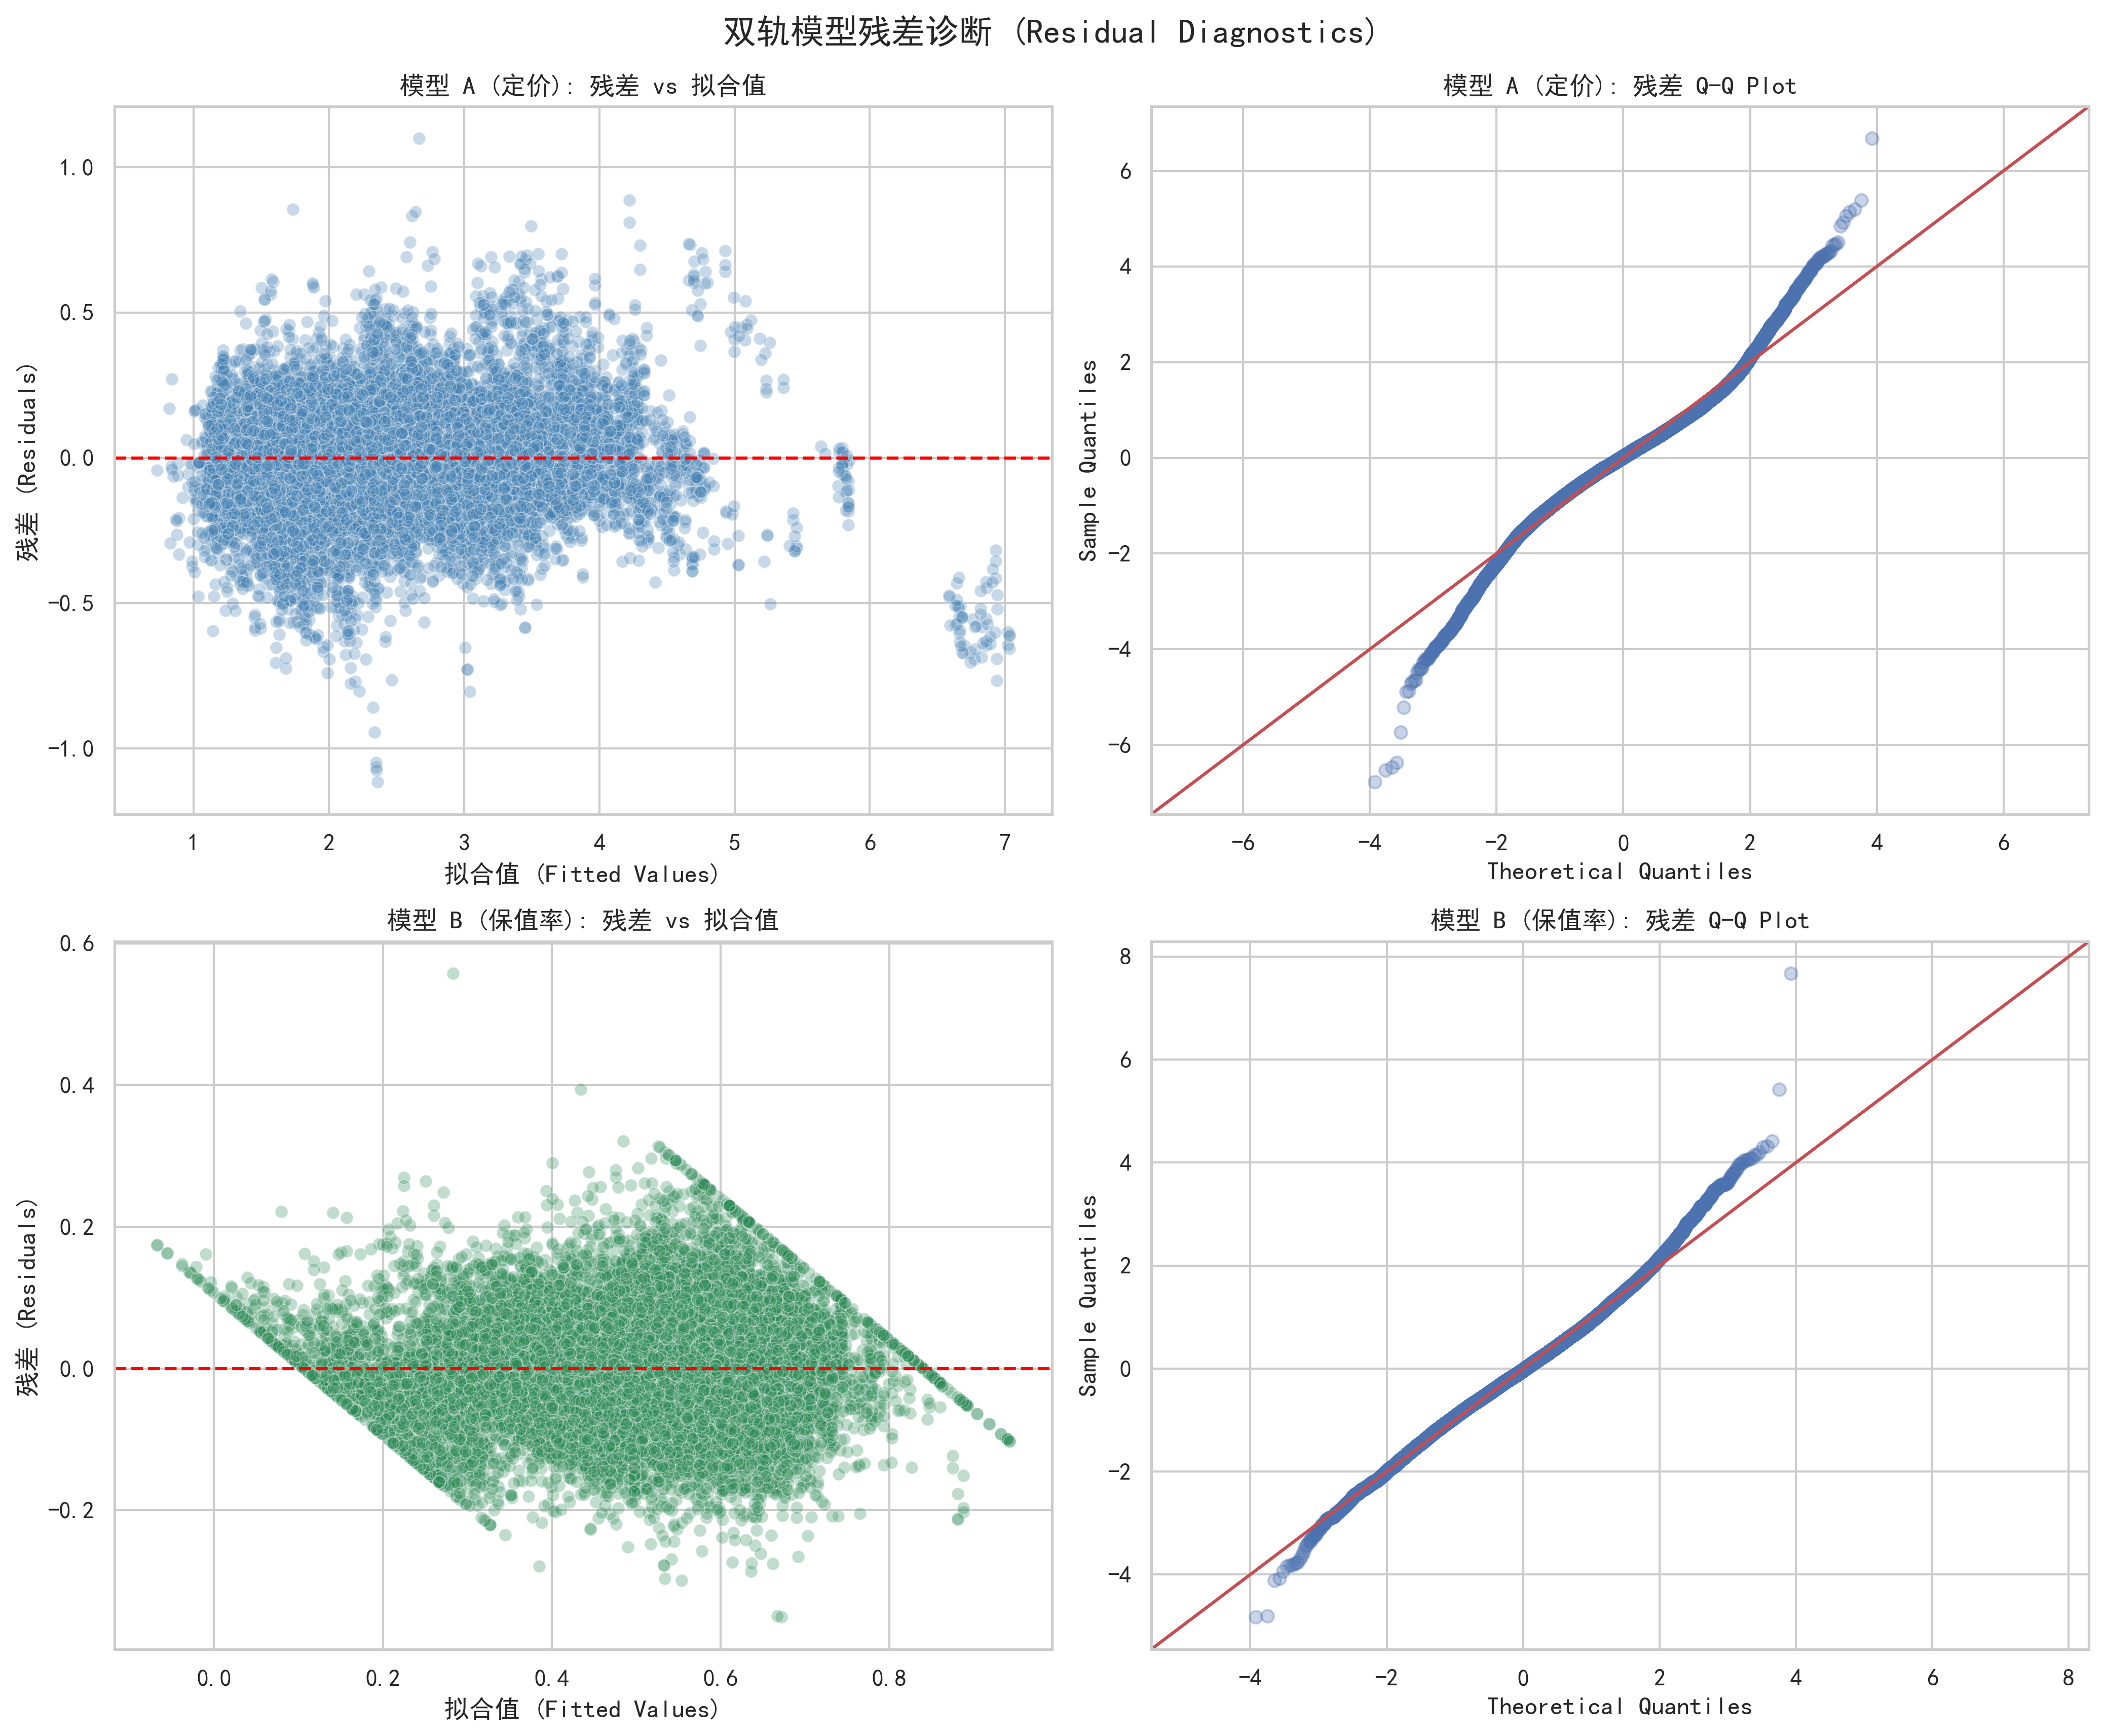 双轨模型残差诊断 (Residual Diagnostics)
模型 A (定价): 残差 vs 拟合值
1.0
0.5
0.0
−0.5
−1.0
残差 (Residuals)
1 2 3 4 5 6 7
拟合值 (Fitted Values)
模型 A (定价): 残差 Q-Q Plot
6
4
2
0
−2
−4
−6
Sample Quantiles
−6 −4 −2 0 2 4 6
Theoretical Quantiles
模型 B (保值率): 残差 vs 拟合值
0.6
0.4
0.2
0.0
−0.2
残差 (Residuals)
0.0 0.2 0.4 0.6 0.8
拟合值 (Fitted Values)
模型 B (保值率): 残差 Q-Q Plot
8
6
4
2
0
−2
−4
Sample Quantiles
−4 −2 0 2 4 6 8
Theoretical Quantiles